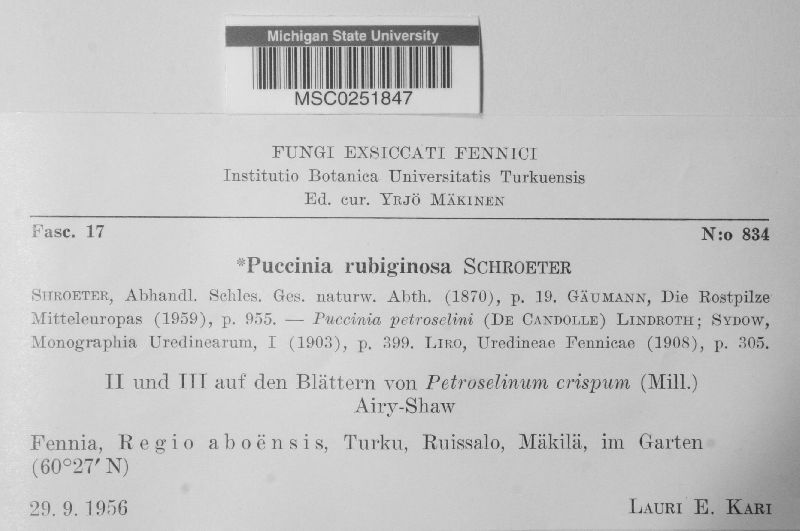 Michigan State University
MSC0251847
FUNGI EXSICCATI FENNICI
Institutio Botanica Universitatis Turkuensis
Ed. cur. YRJÖ MÄKINEN
Fasc. 17 N:o 834
*Puccinia rubiginosa SCHROETER
SHROETER, Abhandl. Schles. Ges. naturw. Abth. (1870), p. 19. GÄUMANN, Die Rostpilze
Mitteleuropas (1959), p. 955. — Puccinia petroselini (DE CANDOLLE) LINDROTH; SYDOW,
Monographia Uredinearum, I (1903), p. 399. LIRO, Uredineae Fennicae (1908), p. 305.
II und III auf den Blättern von Petroselinum crispum (Mill.)
Airy-Shaw
Fennia, Regio aboënsis, Turku, Ruissalo, Mäkilä, im Garten
(60°27′ N)
29. 9. 1956 LAURI E. KARI